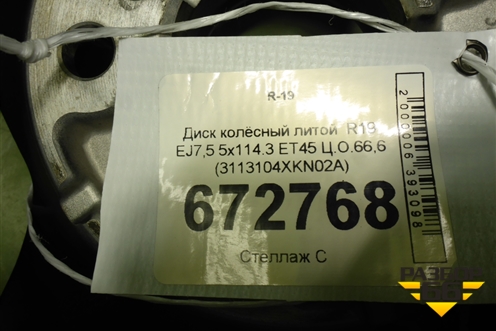 R-19
Диск колёсный литой R19
EJ7,5 5x114.3 ET45 Ц.О.66,6
(3113104XKN02A)
672768
Стеллаж С
2000006393098